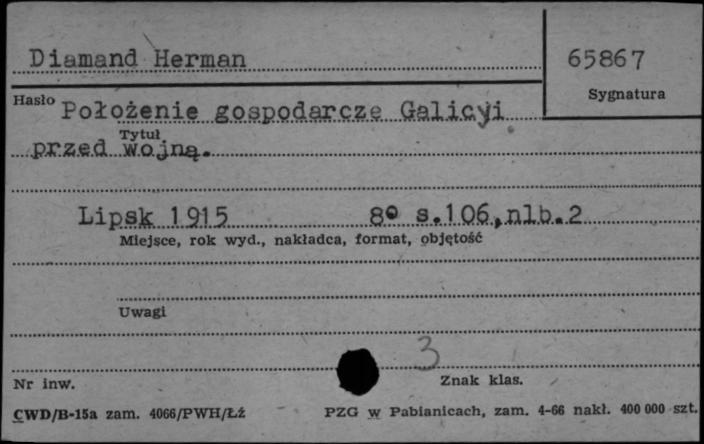 Diamand Herman
65867
Hasło
Sygnatura
Położenie gospodarcze Galicyi
Tytuł
przed wojną.
Lipsk 1915 8º s.106,nlb.2
Miejsce, rok wyd., nakładca, format, objętość
Uwagi
3
Nr inw. Znak klas.
CWD/B-15a zam. 4066/PWH/Łź PZG w Pabianicach, zam. 4-66 nakł. 400 000 szt.